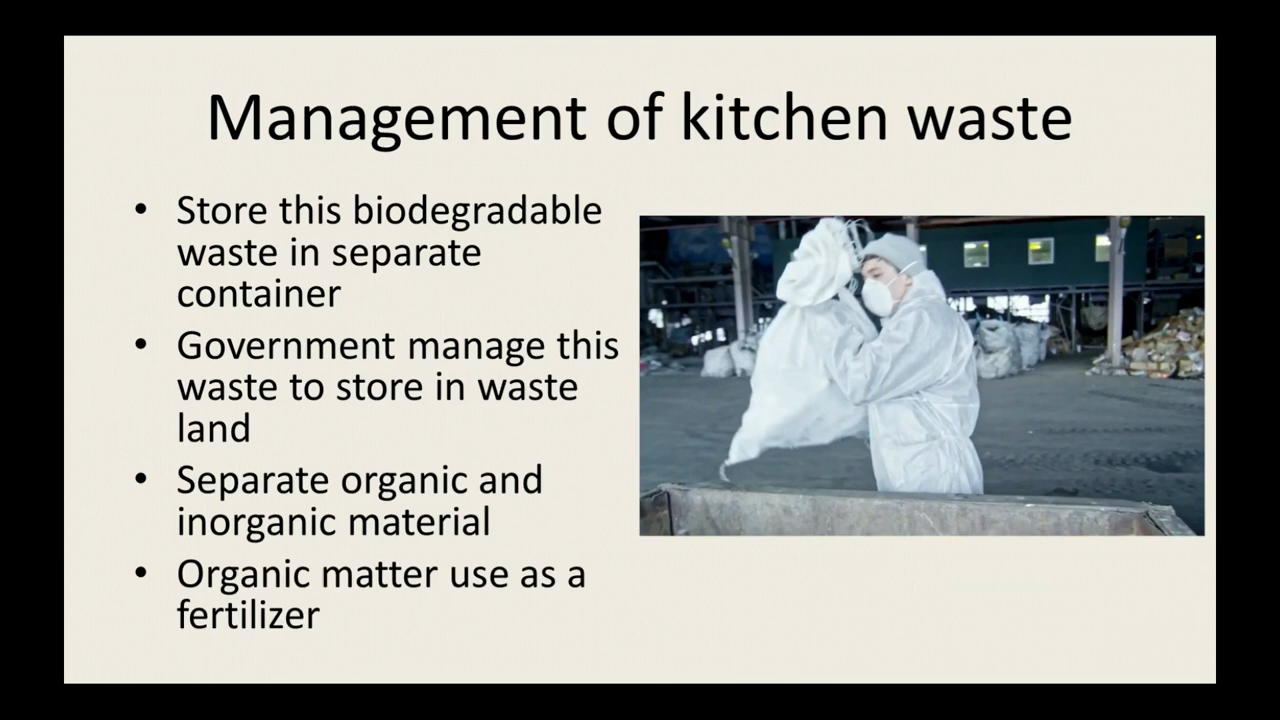 Management of kitchen waste
• Store this biodegradable
waste in separate
container
• Government manage this
waste to store in waste
land
• Separate organic and
inorganic material
• Organic matter use as a
fertilizer